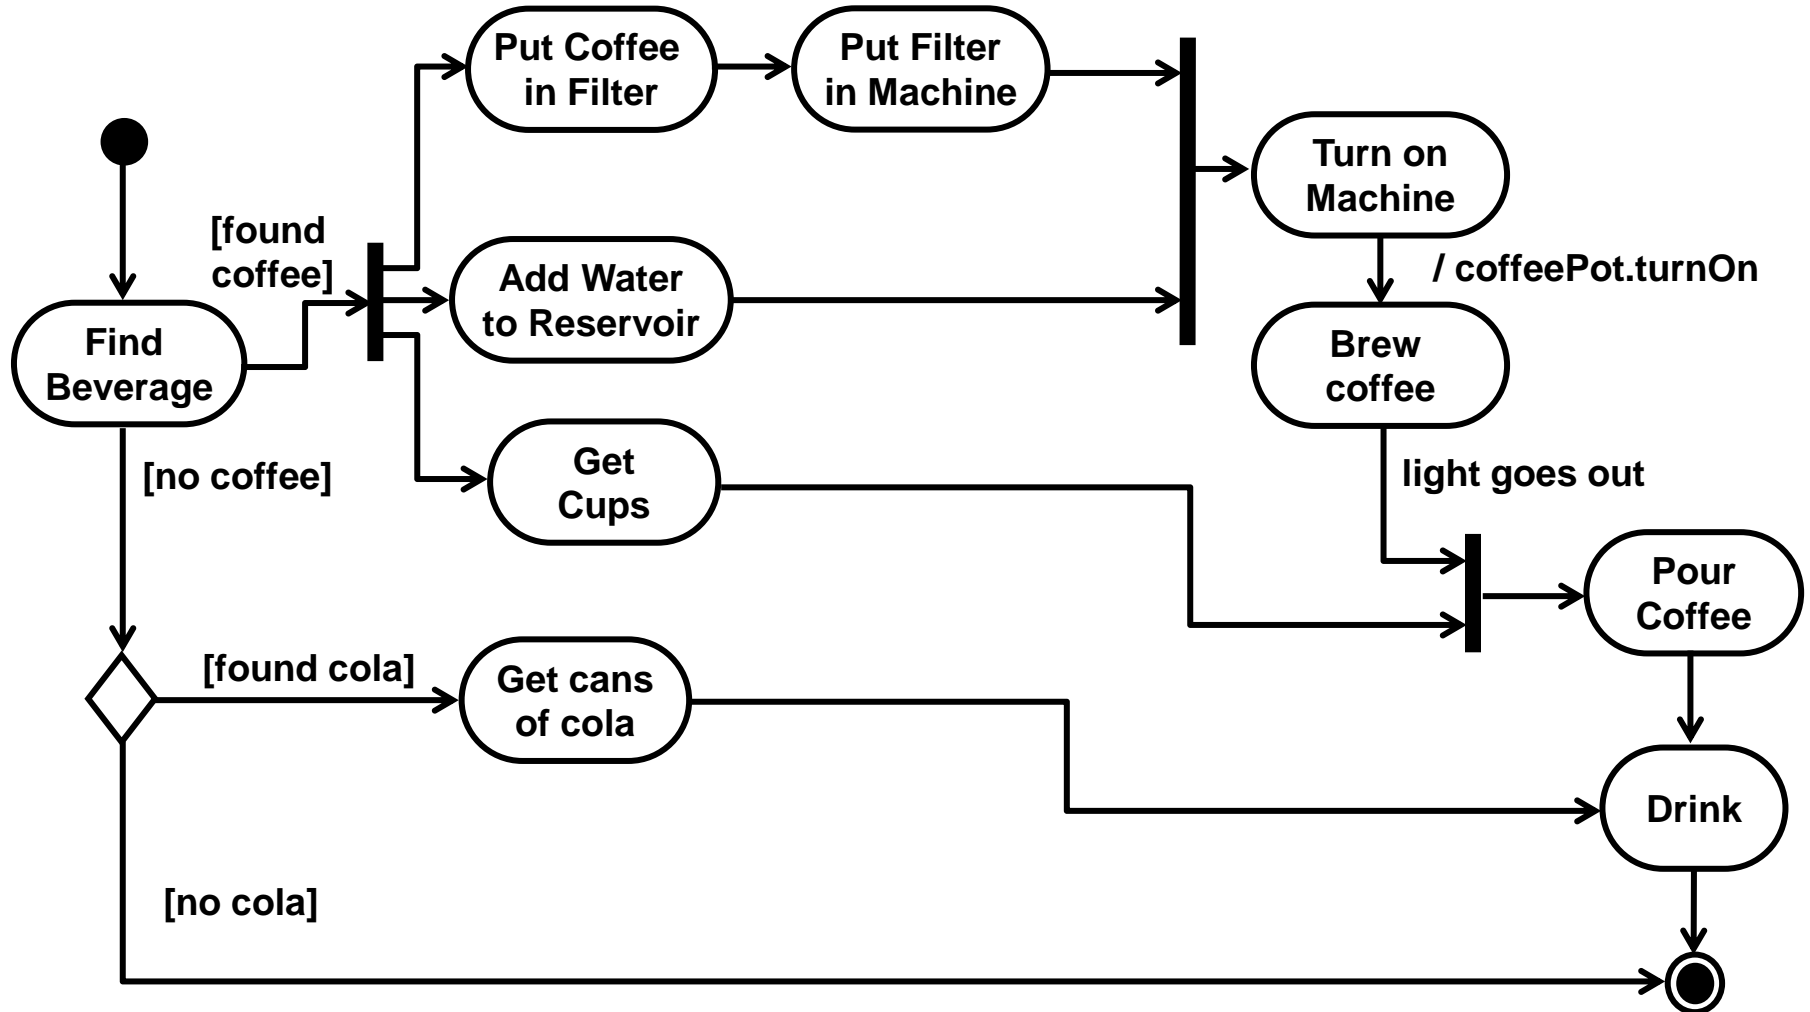 Put Coffee
in Filter
Put Filter
in Machine
Turn on
Machine
[found
coffee]
Add Water
to Reservoir
/ coffeePot.turnOn
Find
Beverage
Brew
coffee
[no coffee]
Get
Cups
light goes out
Pour
Coffee
[found cola]
Get cans
of cola
Drink
[no cola]